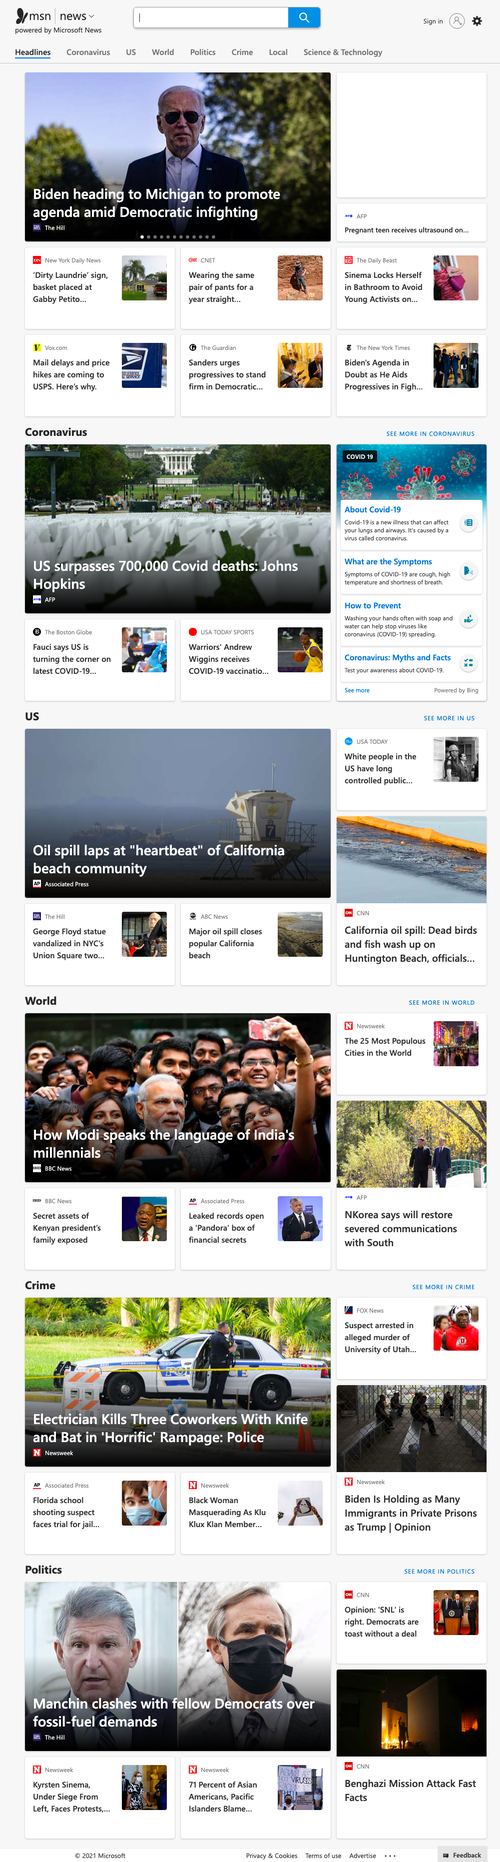 msn news
powered by Microsoft News
Sign in
Headlines Coronavirus US World Politics Crime Local Science & Technology
Biden heading to Michigan to promote
agenda amid Democratic infighting
The Hill
AFP
Pregnant teen receives ultrasound on...
New York Daily News
'Dirty Laundrie' sign,
basket placed at
Gabby Petito...
CNET
Wearing the same
pair of pants for a
year straight...
The Daily Beast
Sinema Locks Herself
in Bathroom to Avoid
Young Activists on...
Vox.com
Mail delays and price
hikes are coming to
USPS. Here's why.
The Guardian
Sanders urges
progressives to stand
firm in Democratic...
The New York Times
Biden's Agenda in
Doubt as He Aids
Progressives in Figh...
Coronavirus
SEE MORE IN CORONAVIRUS
US surpasses 700,000 Covid deaths: Johns
Hopkins
AFP
COVID 19
About Covid-19
Covid-19 is a new illness that can affect
your lungs and airways. It's caused by a
virus called coronavirus.
What are the Symptoms
Symptoms of COVID-19 are cough, high
temperature and shortness of breath.
How to Prevent
Washing your hands often with soap and
water can help stop viruses like
coronavirus (COVID-19) spreading.
Coronavirus: Myths and Facts
Test your awareness about COVID-19.
See more
Powered by Bing
The Boston Globe
Fauci says US is
turning the corner on
latest COVID-19...
USA TODAY SPORTS
Warriors' Andrew
Wiggins receives
COVID-19 vaccinatio...
US
SEE MORE IN US
Oil spill laps at "heartbeat" of California
beach community
Associated Press
USA TODAY
White people in the
US have long
controlled public...
The Hill
George Floyd statue
vandalized in NYC's
Union Square two...
ABC News
Major oil spill closes
popular California
beach
CNN
California oil spill: Dead birds
and fish wash up on
Huntington Beach, officials...
World
SEE MORE IN WORLD
How Modi speaks the language of India's
millennials
BBC News
Newsweek
The 25 Most Populous
Cities in the World
BBC News
Secret assets of
Kenyan president's
family exposed
Associated Press
Leaked records open
a 'Pandora' box of
financial secrets
AFP
NKorea says will restore
severed communications
with South
Crime
SEE MORE IN CRIME
Electrician Kills Three Coworkers With Knife
and Bat in 'Horrific' Rampage: Police
Newsweek
FOX News
Suspect arrested in
alleged murder of
University of Utah...
Associated Press
Florida school
shooting suspect
faces trial for jail...
Newsweek
Black Woman
Masquerading As Klu
Klux Klan Member...
Newsweek
Biden Is Holding as Many
Immigrants in Private Prisons
as Trump | Opinion
Politics
SEE MORE IN POLITICS
Manchin clashes with fellow Democrats over
fossil-fuel demands
The Hill
CNN
Opinion: 'SNL' is
right. Democrats are
toast without a deal
Newsweek
Kyrsten Sinema,
Under Siege From
Left, Faces Protests,...
Newsweek
71 Percent of Asian
Americans, Pacific
Islanders Blame...
CNN
Benghazi Mission Attack Fast
Facts
© 2021 Microsoft
Privacy & Cookies Terms of use Advertise ...
Feedback